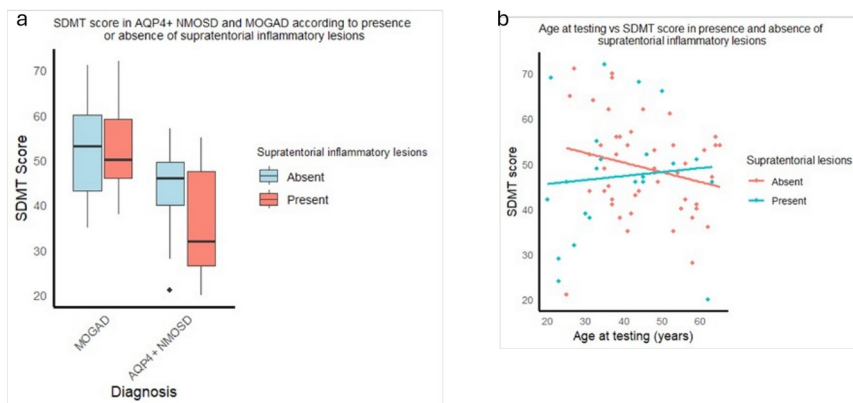 a
SDMT score in AQP4+ NMOSD and MOGAD according to presence
or absence of supratentorial inflammatory lesions
SDMT Score
70
60
50
40
30
20
MOGAD
AQP4+ NMOSD
Diagnosis
Supratentorial inflammatory lesions
Absent
Present
b
Age at testing vs SDMT score in presence and absence of
supratentorial inflammatory lesions
SDMT score
70
60
50
40
30
20
20 30 40 50 60
Age at testing (years)
Supratentorial lesions
Absent
Present